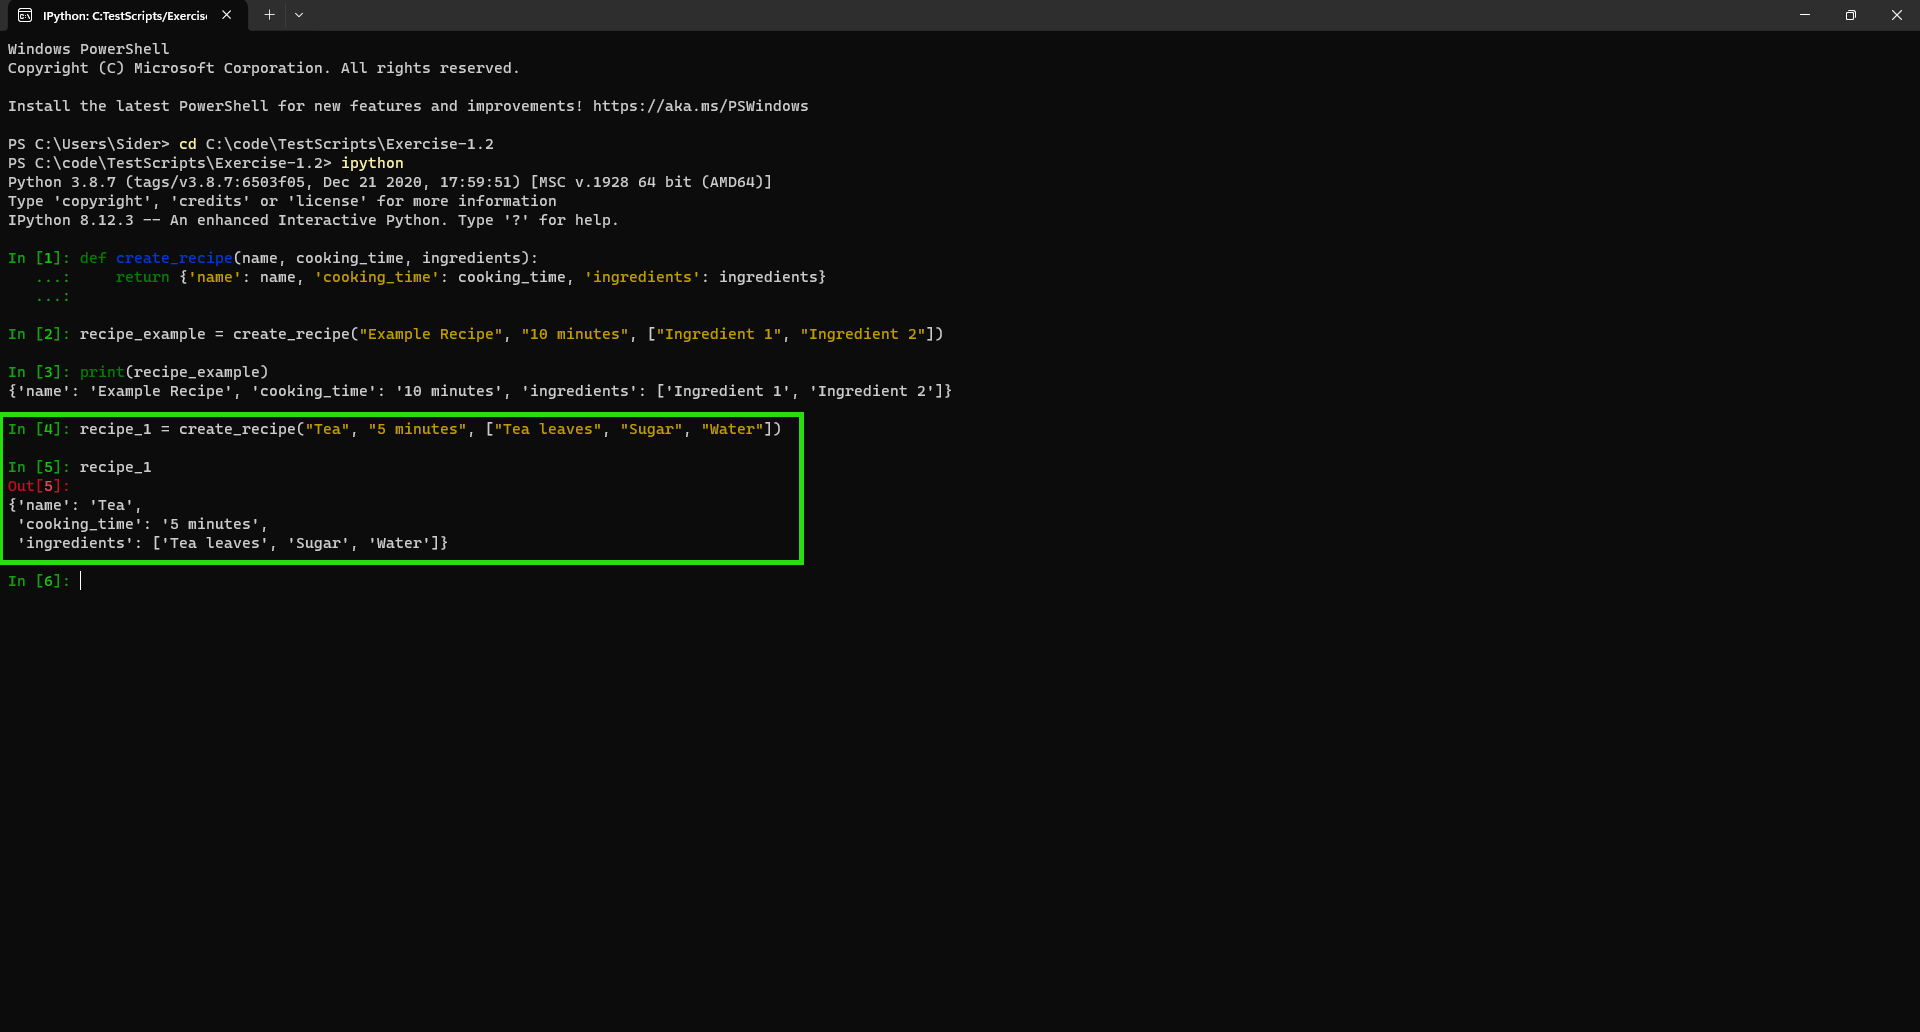 IPython: C:TestScripts/Exercise
Windows PowerShell
Copyright (C) Microsoft Corporation. All rights reserved.
Install the latest PowerShell for new features and improvements! https://aka.ms/PSWindows
PS C:\Users\Sider> cd C:\code\TestScripts\Exercise-1.2
PS C:\code\TestScripts\Exercise-1.2> ipython
Python 3.8.7 (tags/v3.8.7:6503f05, Dec 21 2020, 17:59:51) [MSC v.1928 64 bit (AMD64)]
Type 'copyright', 'credits' or 'license' for more information
IPython 8.12.3 -- An enhanced Interactive Python. Type '?' for help.
In [1]: def create_recipe(name, cooking_time, ingredients):
   ...:     return {'name': name, 'cooking_time': cooking_time, 'ingredients': ingredients}
   ...:
In [2]: recipe_example = create_recipe("Example Recipe", "10 minutes", ["Ingredient 1", "Ingredient 2"])
In [3]: print(recipe_example)
{'name': 'Example Recipe', 'cooking_time': '10 minutes', 'ingredients': ['Ingredient 1', 'Ingredient 2']}
In [4]: recipe_1 = create_recipe("Tea", "5 minutes", ["Tea leaves", "Sugar", "Water"])
In [5]: recipe_1
Out[5]:
{'name': 'Tea',
 'cooking_time': '5 minutes',
 'ingredients': ['Tea leaves', 'Sugar', 'Water']}
In [6]: